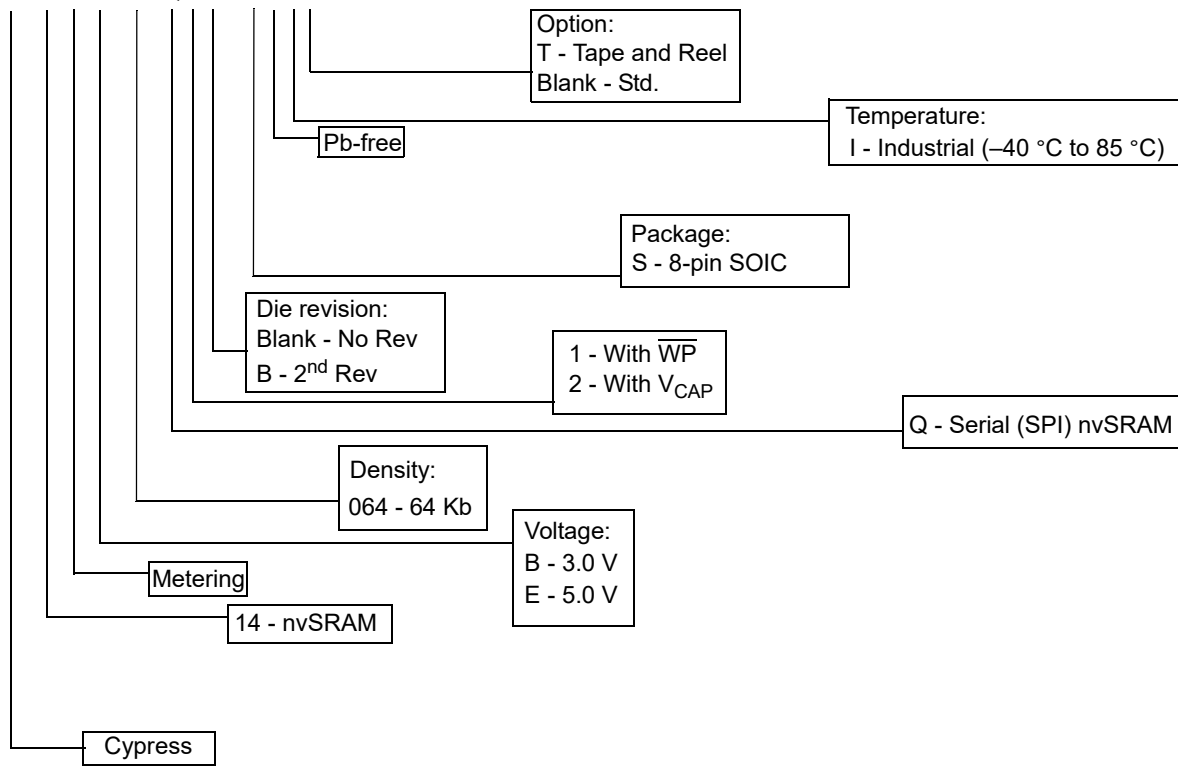 Option:
T - Tape and Reel
Blank - Std.
Temperature:
I - Industrial (–40 °C to 85 °C)
Pb-free
Package:
S - 8-pin SOIC
Die revision:
Blank - No Rev
B - 2nd Rev
1 - With W̅P̅
2 - With VCAP
Q - Serial (SPI) nvSRAM
Density:
064 - 64 Kb
Voltage:
B - 3.0 V
E - 5.0 V
Metering
14 - nvSRAM
Cypress